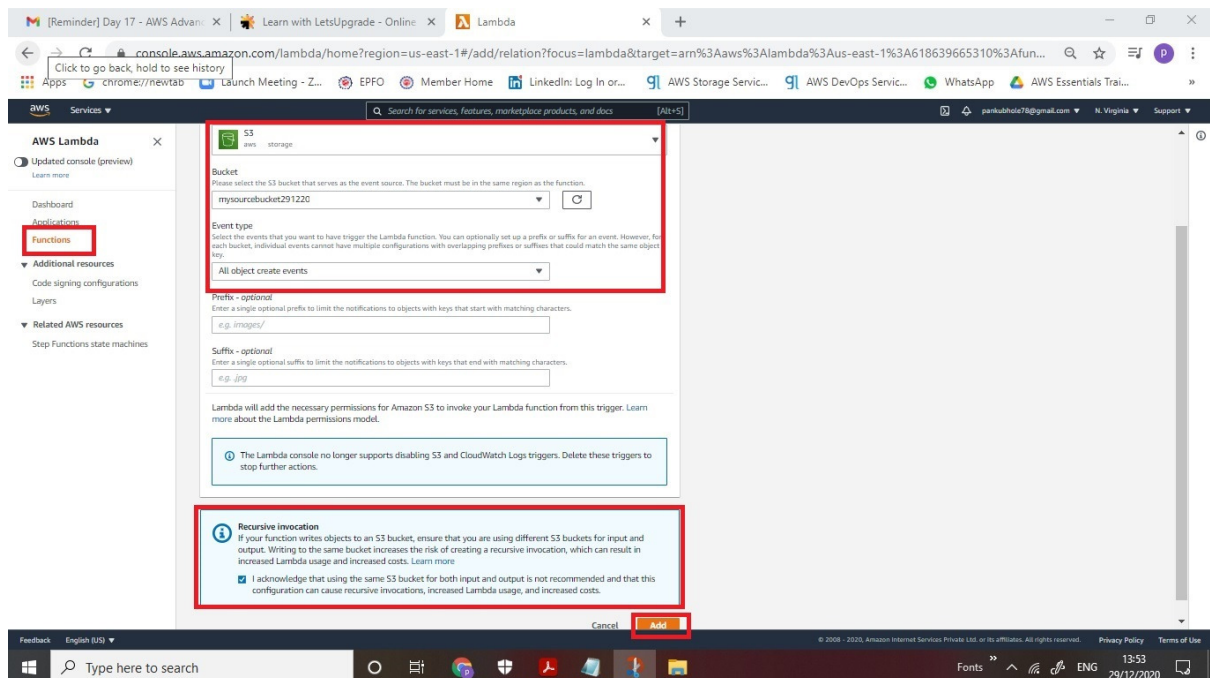 [Reminder] Day 17 - AWS Advanc
Learn with LetsUpgrade - Online
Lambda
console.aws.amazon.com/lambda/home?region=us-east-1#/add/relation?focus=lambda&target=arn%3Aaws%3Alambda%3Aus-east-1%3A618639665310%3Afun...
Click to go back, hold to see history
Apps
chrome://newtab
Launch Meeting - Z...
EPFO
Member Home
LinkedIn: Log In or...
AWS Storage Servic...
AWS DevOps Servic...
WhatsApp
AWS Essentials Trai...
»
aws Services ▼
Search for services, features, marketplace products, and docs [Alt+S]
pankubhole78@gmail.com ▼ N. Virginia ▼ Support ▼
AWS Lambda
Updated console (preview)
Learn more
Dashboard
Applications
Functions
Additional resources
Code signing configurations
Layers
Related AWS resources
Step Functions state machines
S3
aws storage
Bucket
Please select the S3 bucket that serves as the event source. The bucket must be in the same region as the function.
mysourcebucket291220
Event type
Select the events that you want to have trigger the Lambda function. You can optionally set up a prefix or suffix for an event. However, for
each bucket, individual events cannot have multiple configurations with overlapping prefixes or suffixes that could match the same object
key.
All object create events
Prefix - optional
Enter a single optional prefix to limit the notifications to objects with keys that start with matching characters.
e.g. images/
Suffix - optional
Enter a single optional suffix to limit the notifications to objects with keys that end with matching characters.
e.g. .jpg
Lambda will add the necessary permissions for Amazon S3 to invoke your Lambda function from this trigger. Learn
more about the Lambda permissions model.
The Lambda console no longer supports disabling S3 and CloudWatch Logs triggers. Delete these triggers to
stop further actions.
Recursive invocation
If your function writes objects to an S3 bucket, ensure that you are using different S3 buckets for input and
output. Writing to the same bucket increases the risk of creating a recursive invocation, which can result in
increased Lambda usage and increased costs. Learn more
I acknowledge that using the same S3 bucket for both input and output is not recommended and that this
configuration can cause recursive invocations, increased Lambda usage, and increased costs.
Cancel Add
Feedback English (US) ▼
© 2008 - 2020, Amazon Internet Services Private Ltd. or its affiliates. All rights reserved. Privacy Policy Terms of Use
Type here to search
Fonts » ENG
13:53
29/12/2020